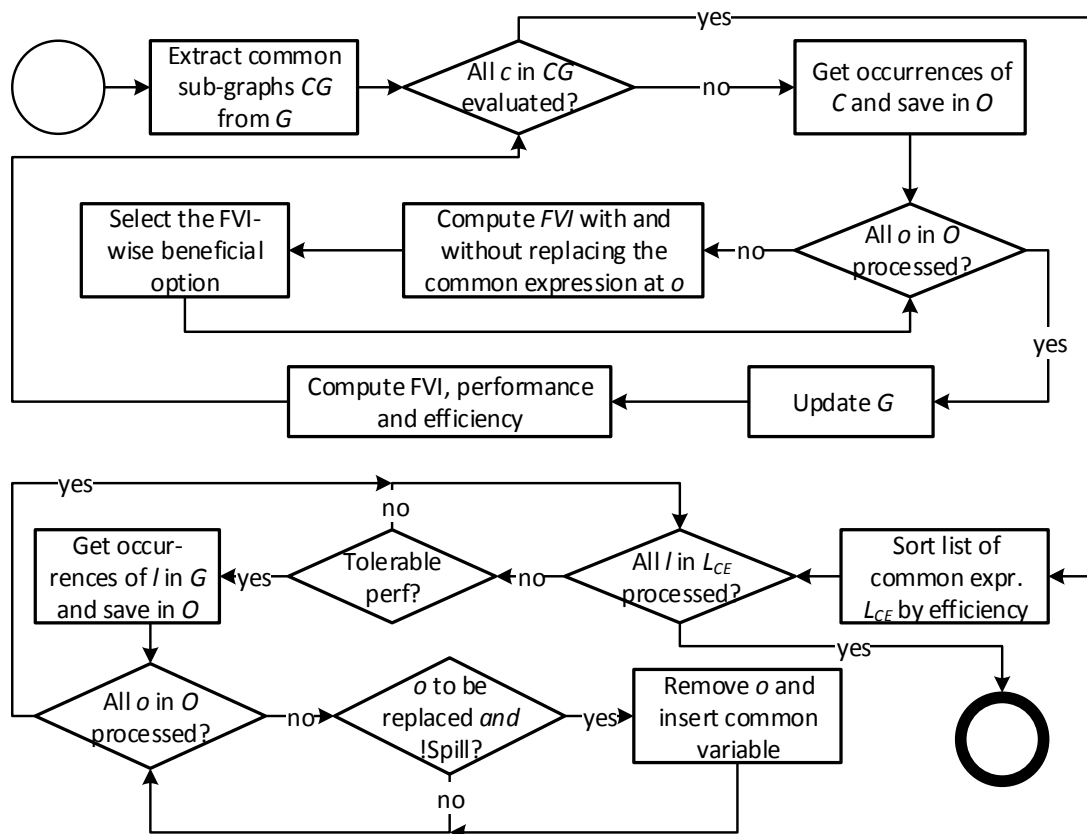 yes
Extract common
sub-graphs CG
from G
All c in CG
evaluated?
no
Get occurrences of
C and save in O
Select the FVI-
wise beneficial
option
Compute FVI with and
without replacing the
common expression at o
no
All o in O
processed?
yes
Compute FVI, performance
and efficiency
Update G
yes
no
Get occur-
rences of l in G
and save in O
yes
Tolerable
perf?
no
All l in LCE
processed?
Sort list of
common expr.
LCE by efficiency
yes
All o in O
processed?
no
o to be
replaced and
!Spill?
yes
Remove o and
insert common
variable
no